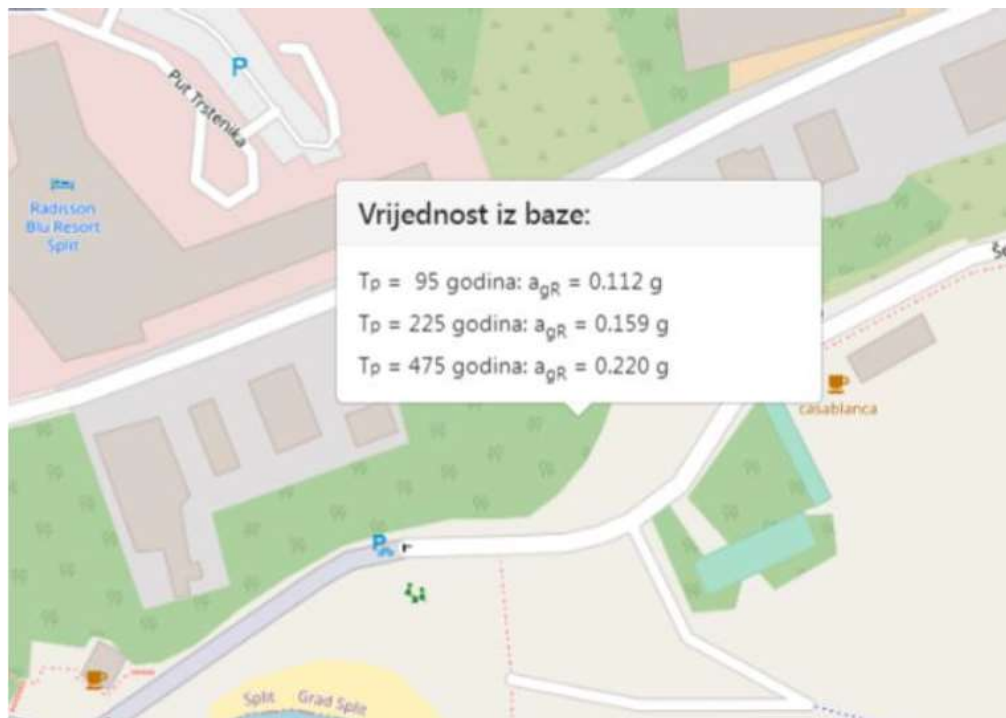 P
Put Trstenika
Radisson
Blu Resort
Split
Vrijednost iz baze:
Tp = 95 godina: agR = 0.112 g
Tp = 225 godina: agR = 0.159 g
Tp = 475 godina: agR = 0.220 g
Še
casablanca
P
Split Grad Split